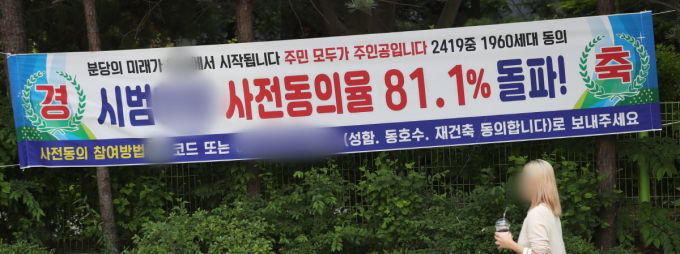 분당의 미래가 에서 시작됩니다 주민 모두가 주인공입니다 2419중 1960세대 동의
경 시범 사전동의율 81.1% 돌파! 축
사전동의 참여방법 코드 또는 (성함, 동호수, 재건축 동의합니다)로 보내주세요